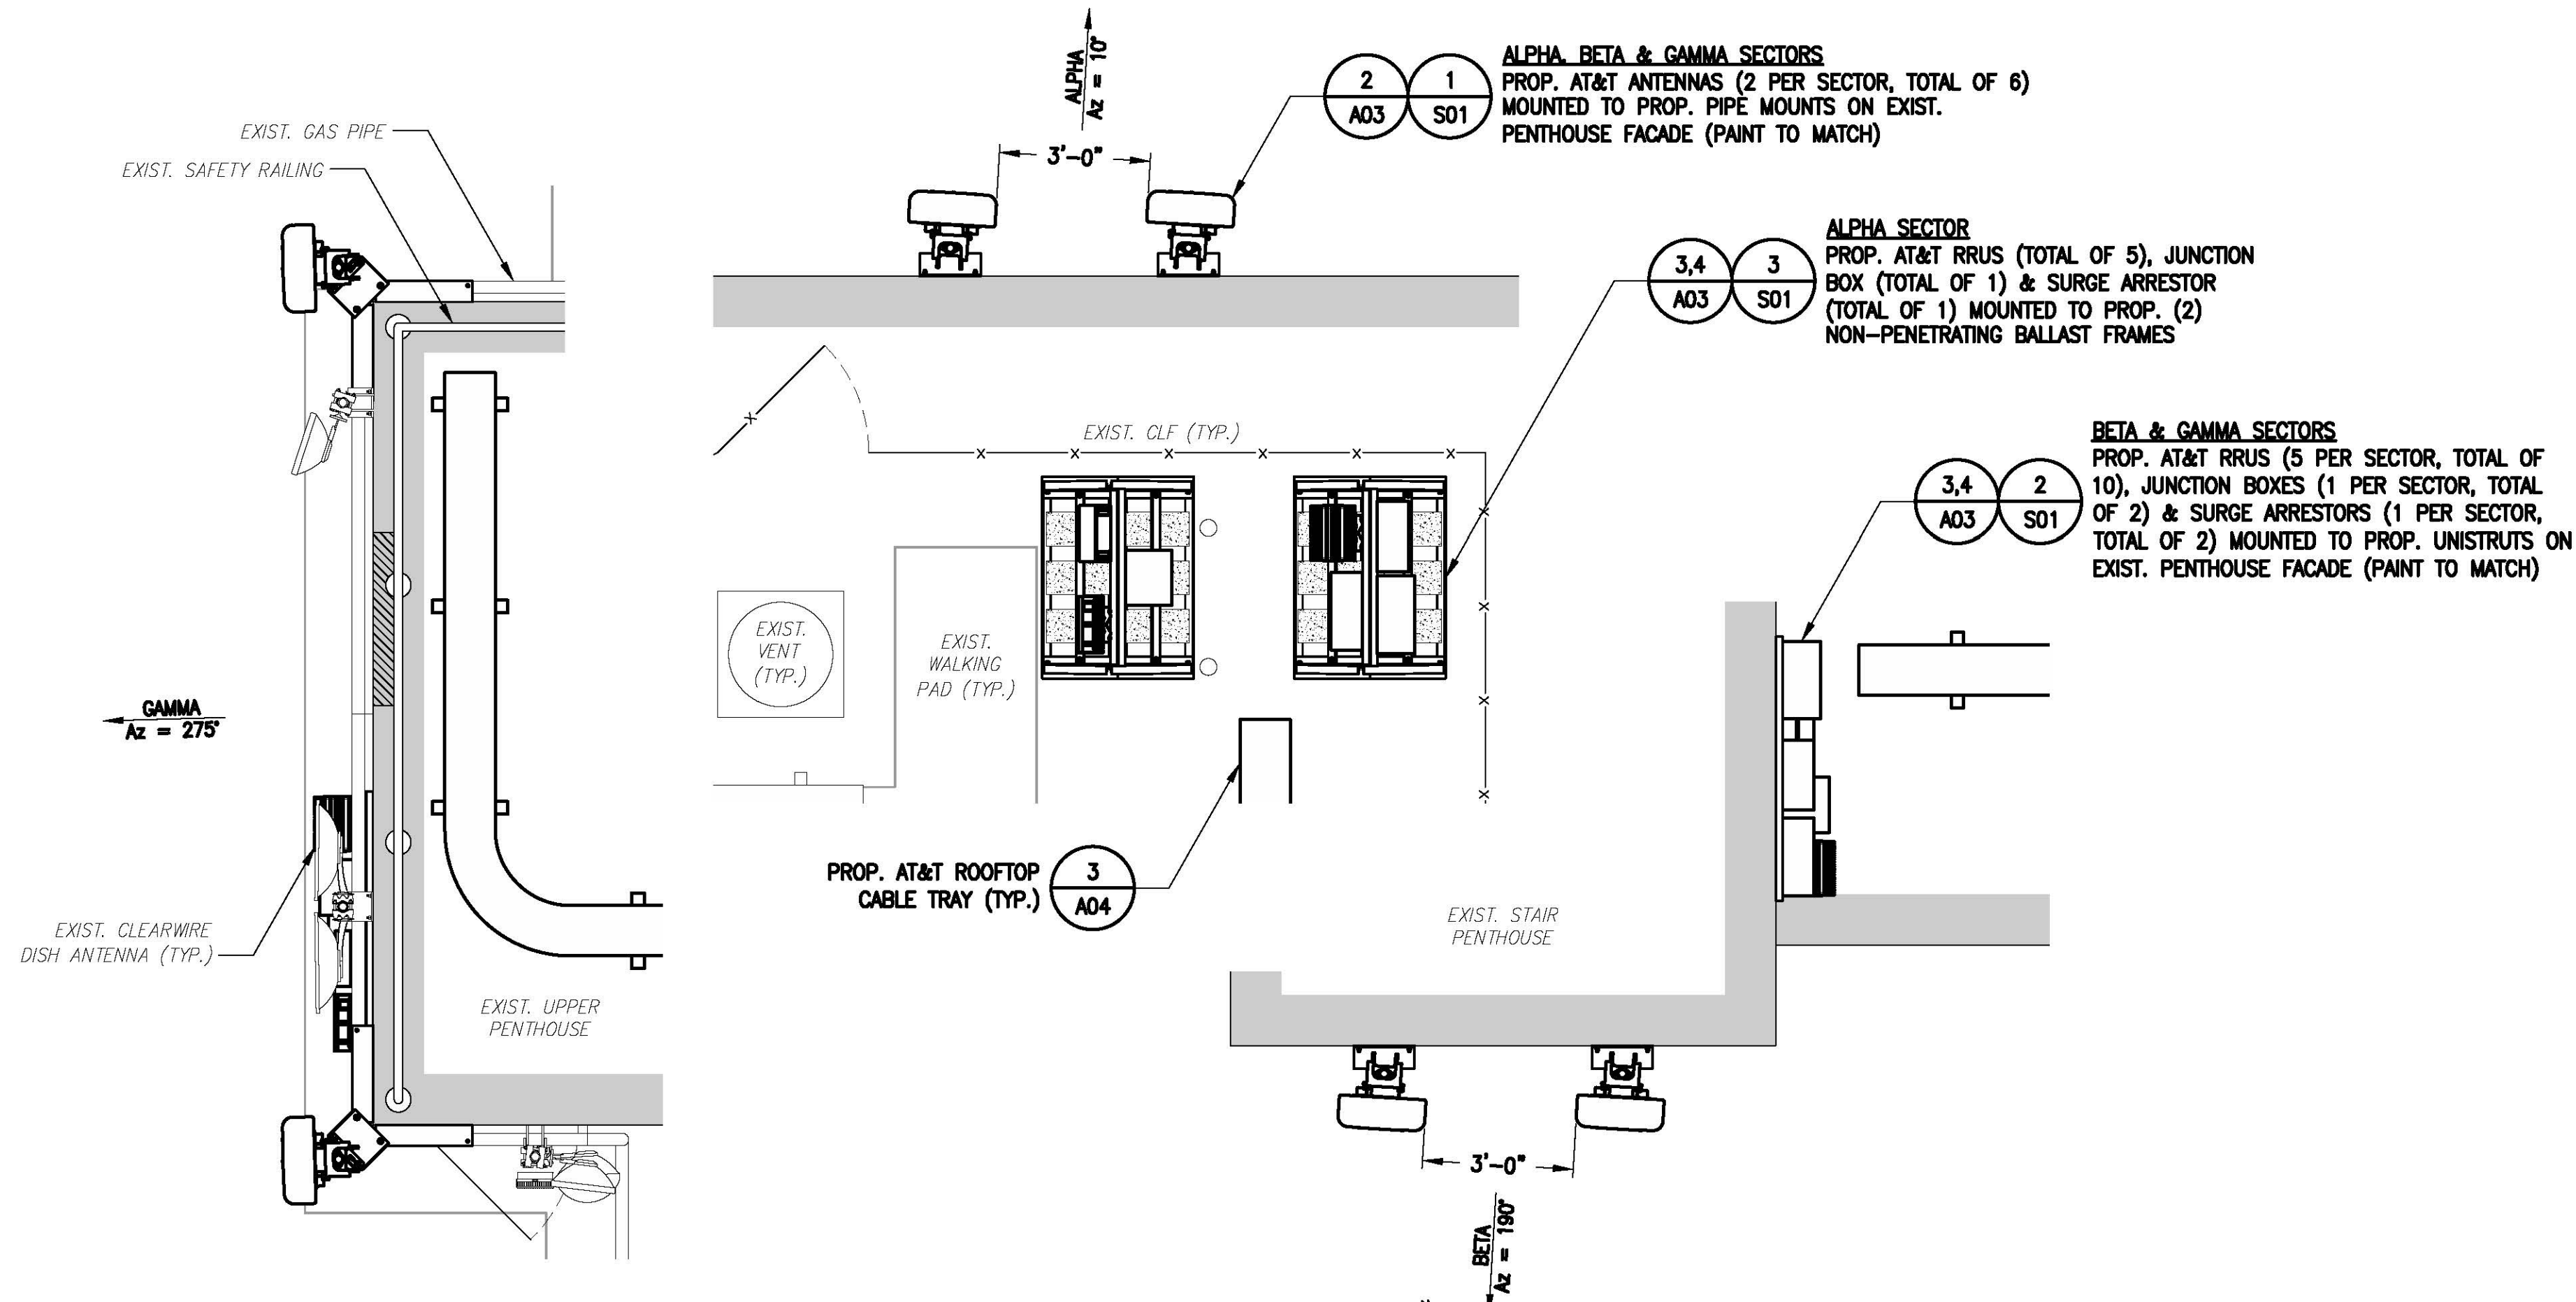 ALPHA
Az = 10°
3'-0"
2
A03
1
S01
ALPHA, BETA & GAMMA SECTORS
PROP. AT&T ANTENNAS (2 PER SECTOR, TOTAL OF 6)
MOUNTED TO PROP. PIPE MOUNTS ON EXIST.
PENTHOUSE FACADE (PAINT TO MATCH)
EXIST. GAS PIPE
EXIST. SAFETY RAILING
3,4
A03
3
S01
ALPHA SECTOR
PROP. AT&T RRUS (TOTAL OF 5), JUNCTION
BOX (TOTAL OF 1) & SURGE ARRESTOR
(TOTAL OF 1) MOUNTED TO PROP. (2)
NON-PENETRATING BALLAST FRAMES
EXIST. CLF (TYP.)
3,4
A03
2
S01
BETA & GAMMA SECTORS
PROP. AT&T RRUS (5 PER SECTOR, TOTAL OF
10), JUNCTION BOXES (1 PER SECTOR, TOTAL
OF 2) & SURGE ARRESTORS (1 PER SECTOR,
TOTAL OF 2) MOUNTED TO PROP. UNISTRUTS ON
EXIST. PENTHOUSE FACADE (PAINT TO MATCH)
EXIST.
VENT
(TYP.)
EXIST.
WALKING
PAD (TYP.)
GAMMA
Az = 275°
PROP. AT&T ROOFTOP
CABLE TRAY (TYP.)
3
A04
EXIST. CLEARWIRE
DISH ANTENNA (TYP.)
EXIST. STAIR
PENTHOUSE
EXIST. UPPER
PENTHOUSE
3'-0"
BETA
Az = 190°